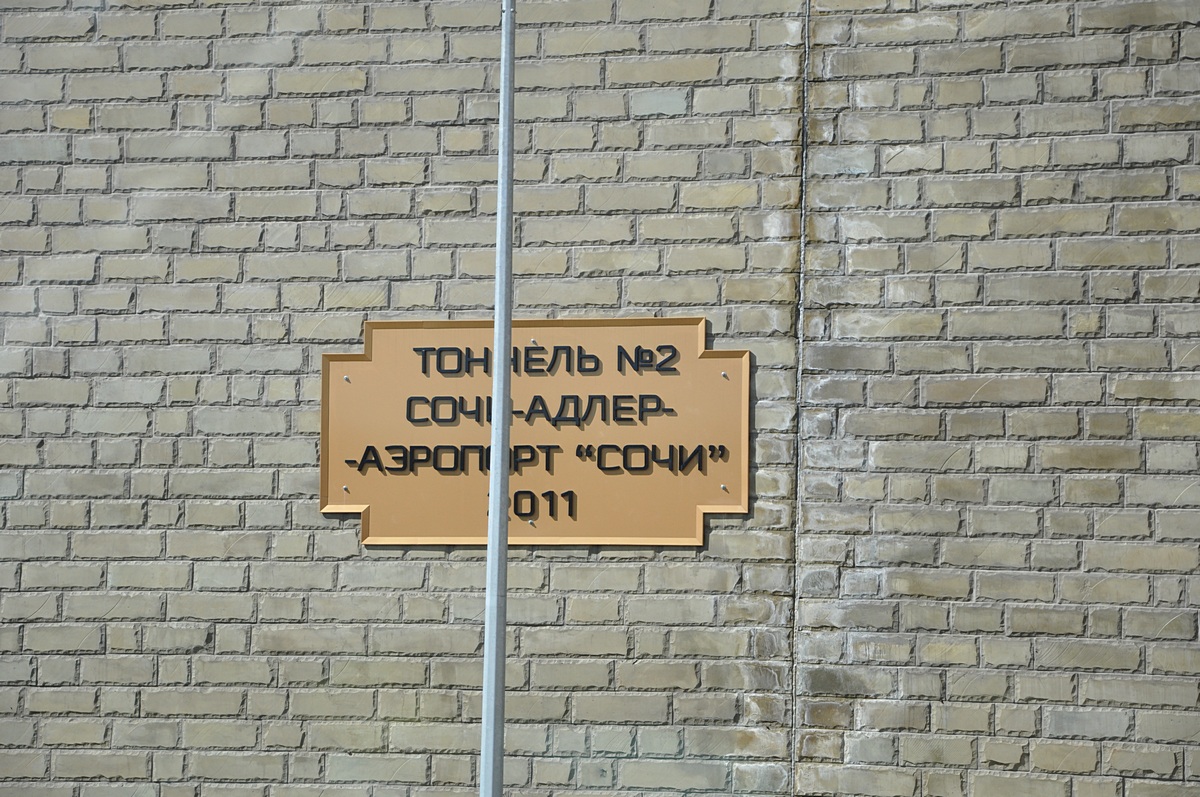 ТОННЕЛЬ №2
СОЧИ-АДЛЕР-
-АЭРОПОРТ “СОЧИ”
2011